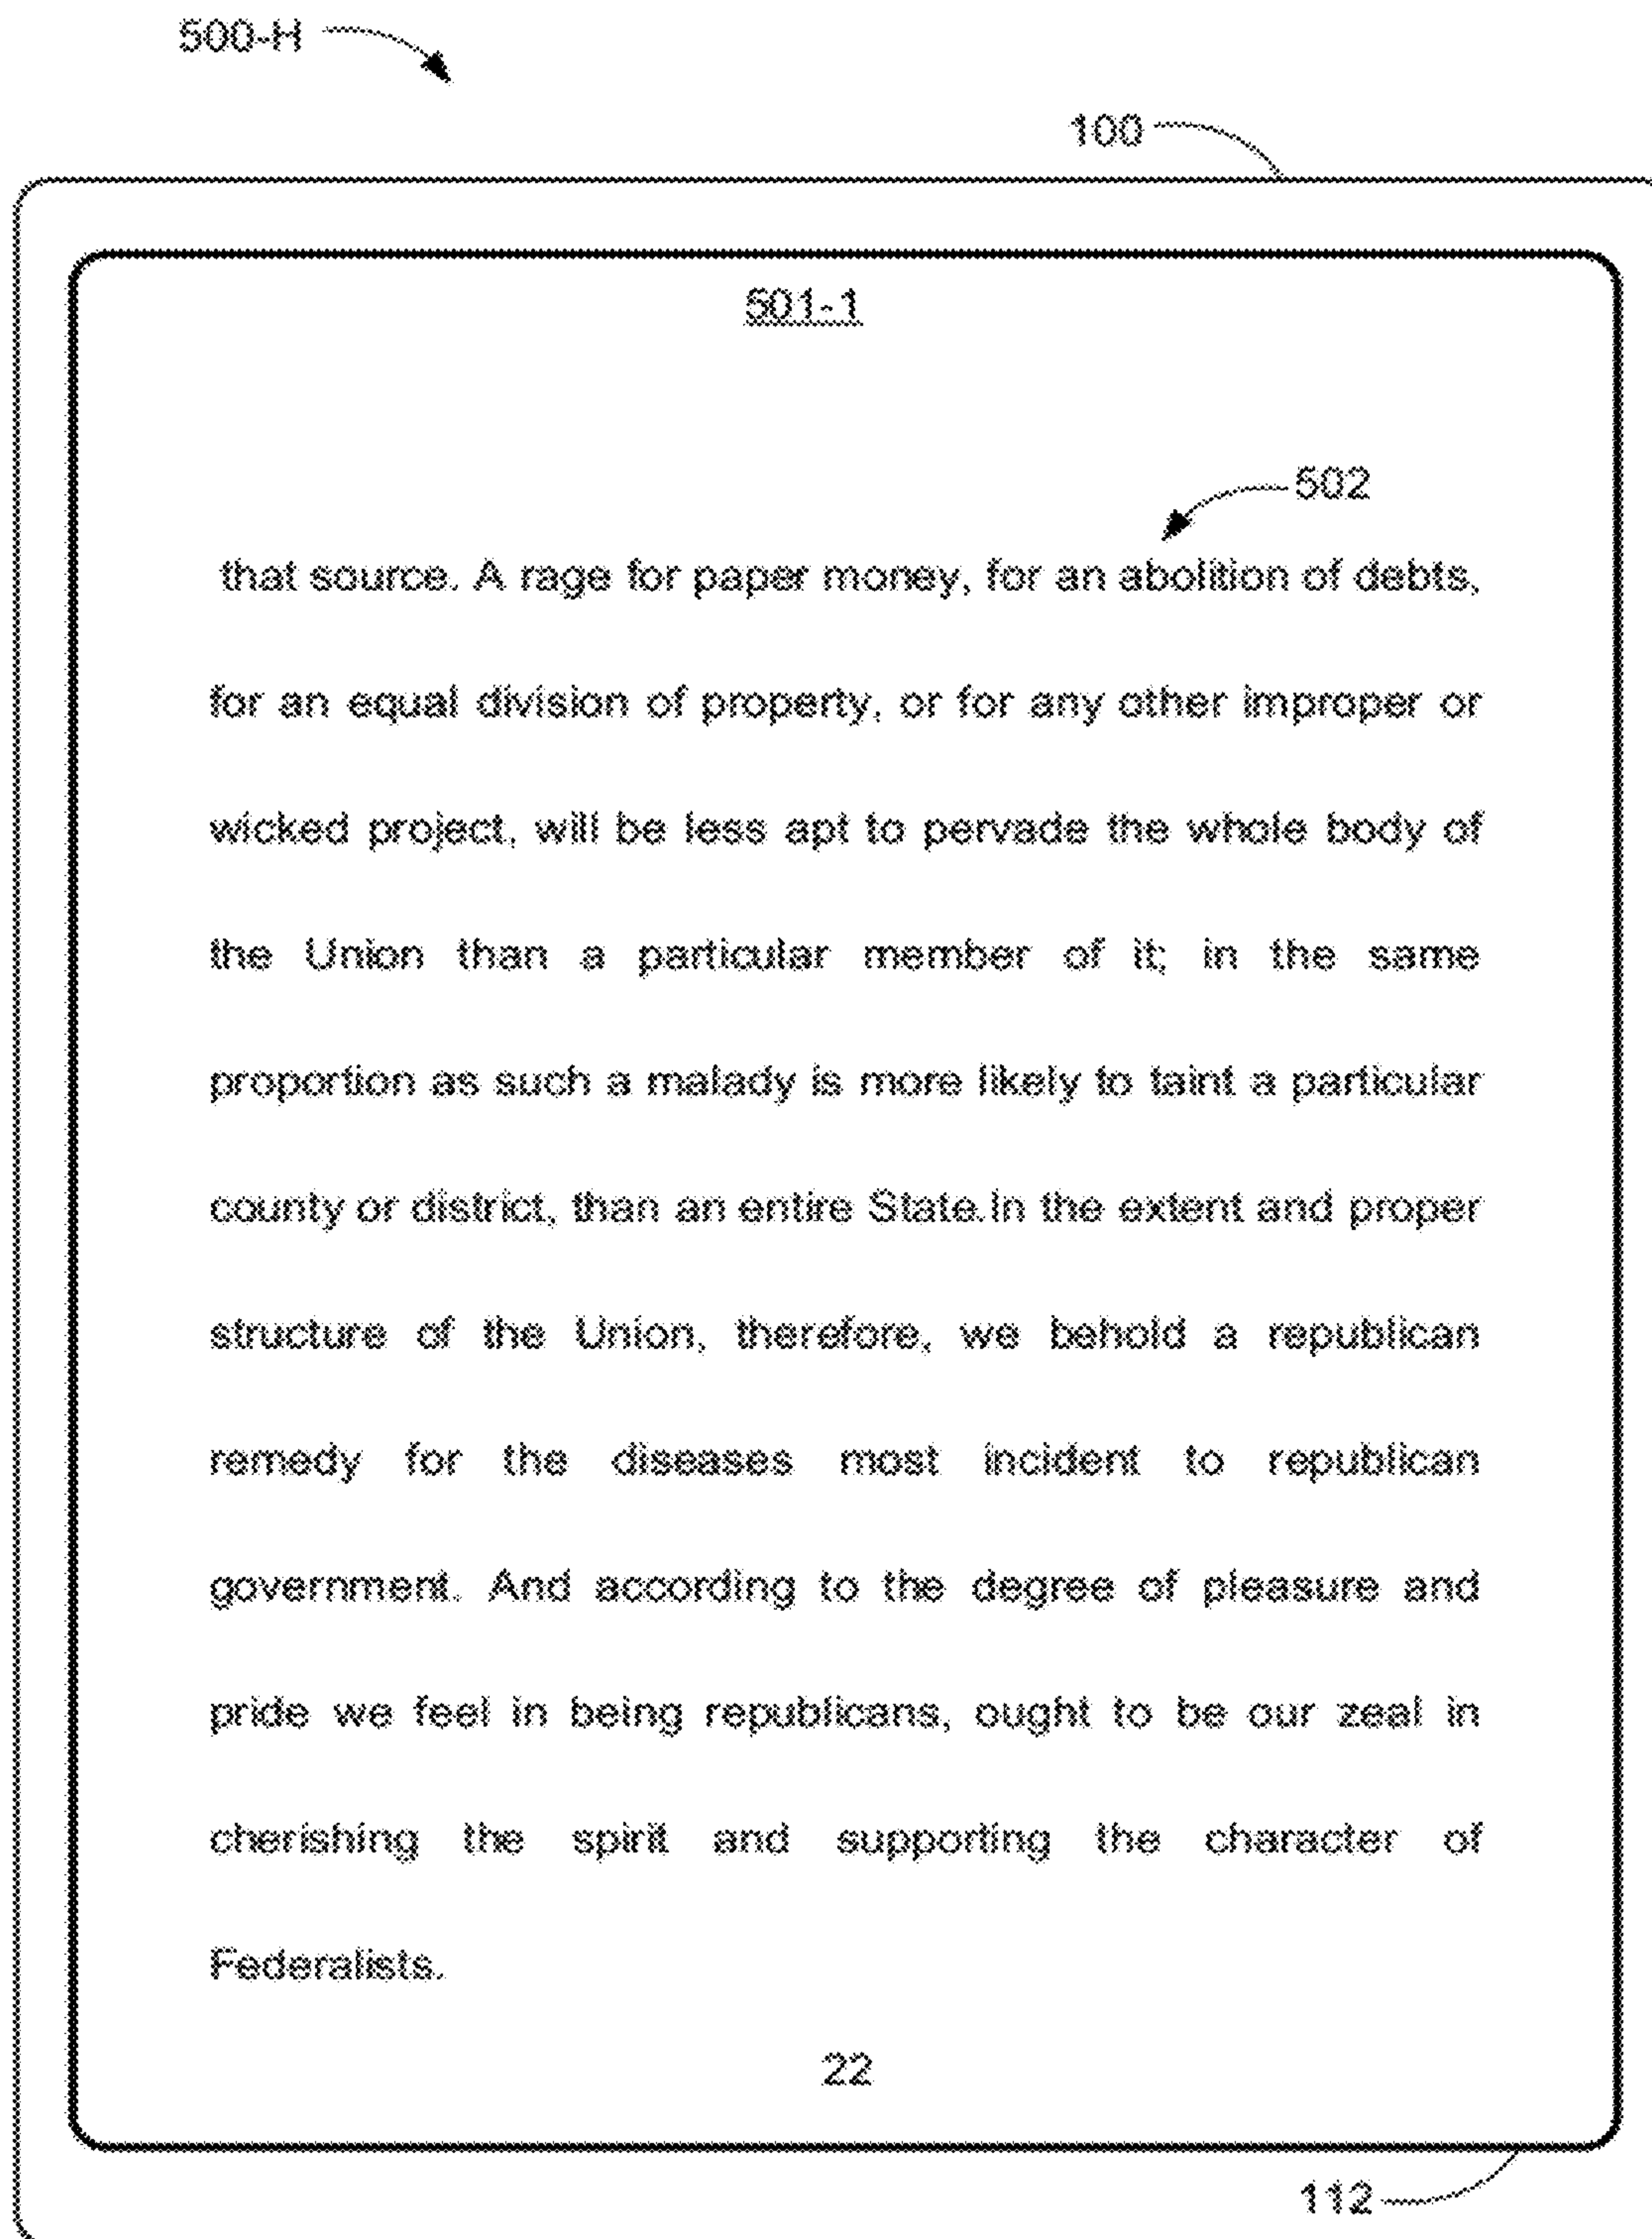 500-H
100
501-1
502
that source. A rage for paper money, for an abolition of debts,
for an equal division of property, or for any other improper or
wicked project, will be less apt to pervade the whole body of
the Union than a particular member of it; in the same
proportion as such a malady is more likely to taint a particular
county or district, than an entire State.In the extent and proper
structure of the Union, therefore, we behold a republican
remedy for the diseases most incident to republican
government. And according to the degree of pleasure and
pride we feel in being republicans, ought to be our zeal in
cherishing the spirit and supporting the character of
Federalists.
22
112